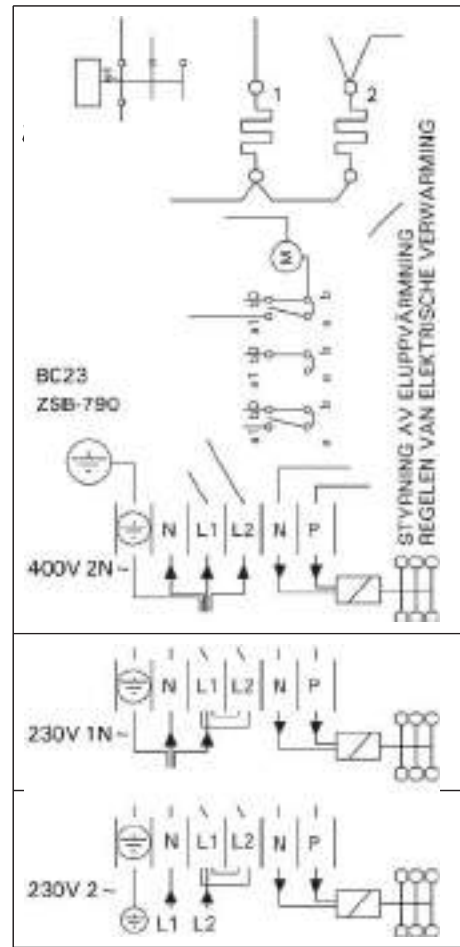 1 2
M
b
a
b
a
b
a
BC23
ZSB-790
STYRNING AV ELUPPVÄRMNING
REGELEN VAN ELEKTRISCHE VERWARMING
N L1 L2 N P
400V 2N~
N L1 L2 N P
230V 1N~
N L1 L2 N P
230V 2~
L1 L2